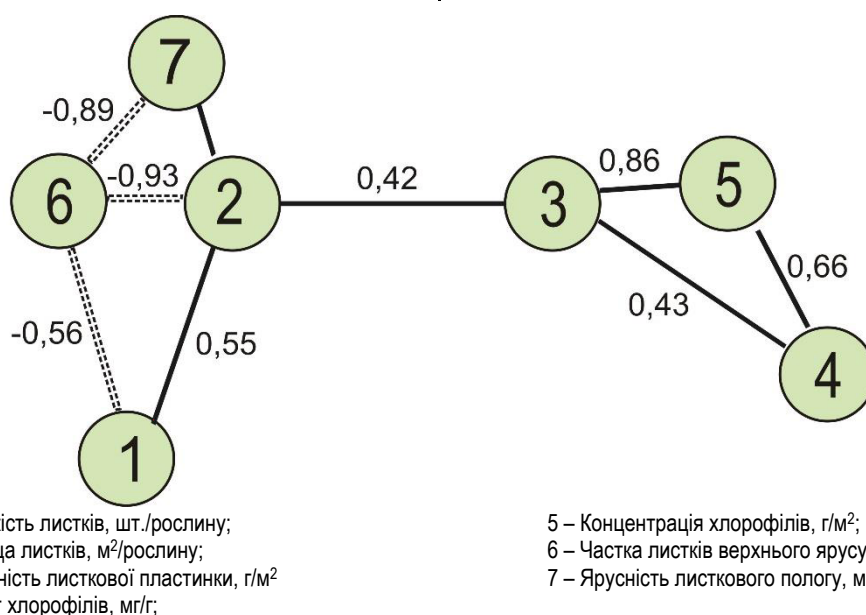 7
-0,89
-0,93
0,42
0,86
6
2
3
5
0,66
-0,56
0,55
0,43
4
1
листків, шт./рослину;
листків, м²/рослину;
листкової пластинки, г/м²
хлорофілів, мг/г;
5 – Концентрація хлорофілів, г/м²;
6 – Частка листків верхнього ярусу
7 – Ярусність листкового пологу, м